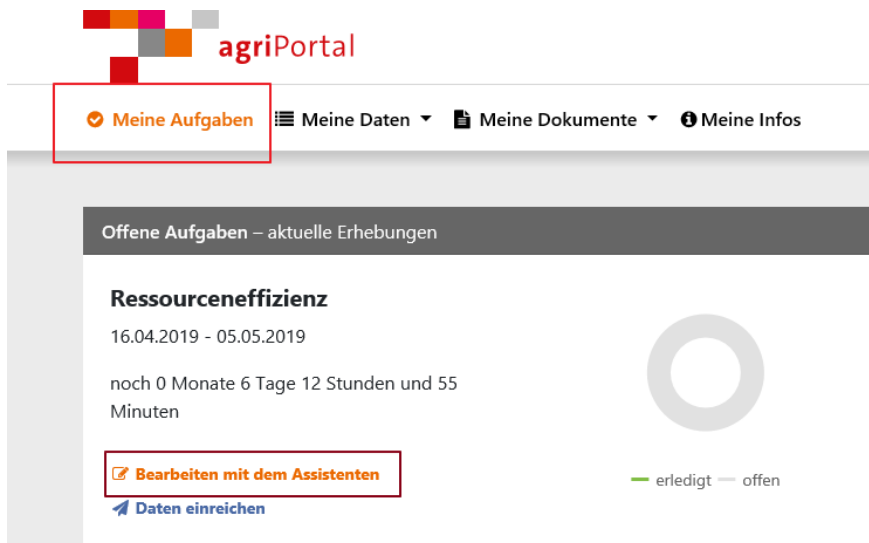 agriPortal
Meine Aufgaben Meine Daten Meine Dokumente Meine Infos
Offene Aufgaben – aktuelle Erhebungen
Ressourceneffizienz
16.04.2019 - 05.05.2019
noch 0 Monate 6 Tage 12 Stunden und 55
Minuten
Bearbeiten mit dem Assistenten
Daten einreichen
erledigt offen